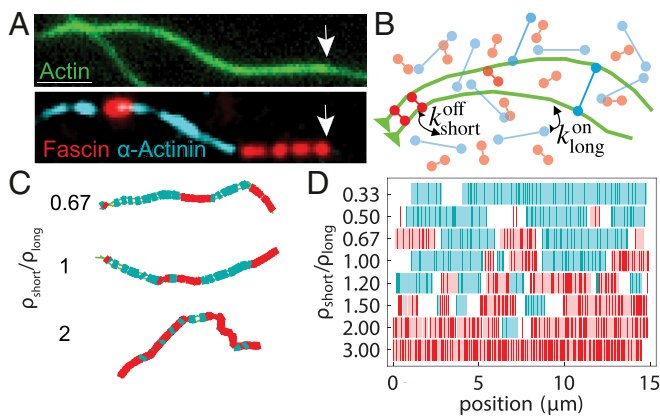 A
Actin
Fascin α-Actinin
B
k off short
k on long
C
0.67
1
2
ρshort/ρlong
D
0.33
0.50
0.67
1.00
1.20
1.50
2.00
3.00
ρshort/ρlong
0 5 10 15
position (μm)